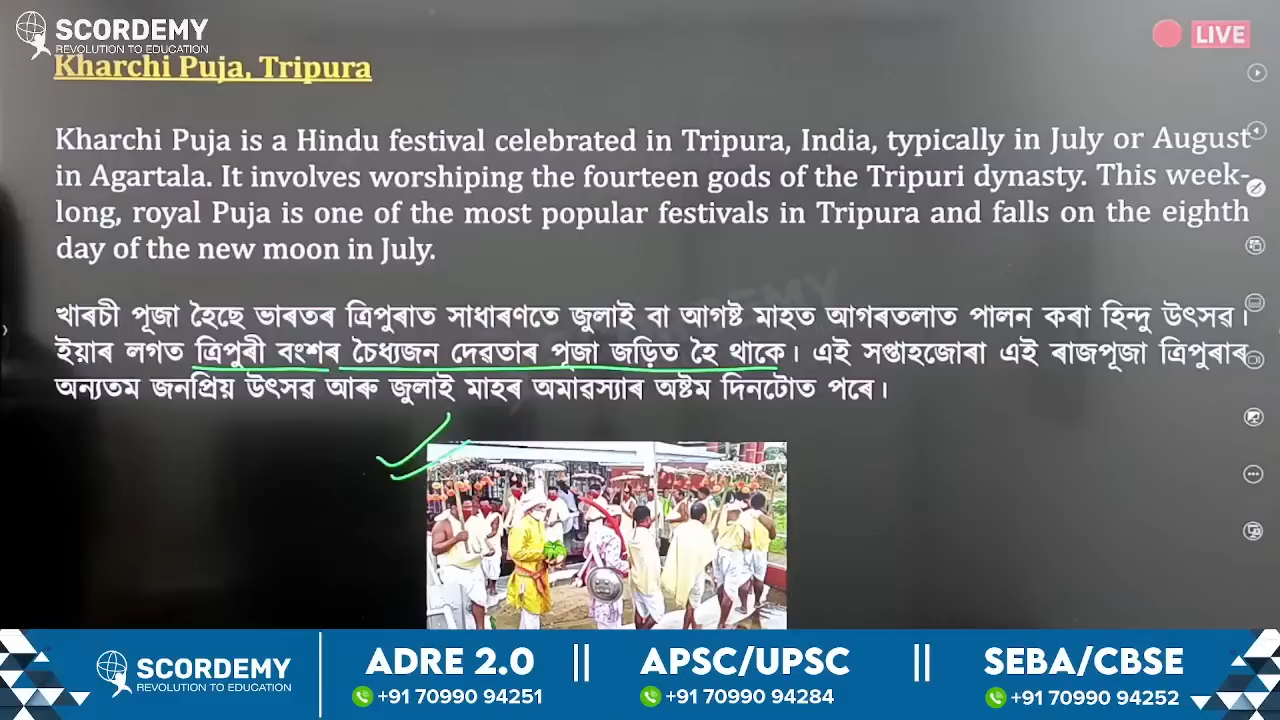 SCORDEMY
REVOLUTION TO EDUCATION
LIVE
Kharchi Puja, Tripura
Kharchi Puja is a Hindu festival celebrated in Tripura, India, typically in July or August
in Agartala. It involves worshiping the fourteen gods of the Tripuri dynasty. This week-
long, royal Puja is one of the most popular festivals in Tripura and falls on the eighth
day of the new moon in July.
খাৰচী পূজা হৈছে ভাৰতৰ ত্ৰিপুৰাত সাধাৰণতে জুলাই বা আগষ্ট মাহত আগৰতলাত পালন কৰা হিন্দু উৎসৱ।
ইয়াৰ লগত ত্ৰিপুৰী বংশৰ চৈধ্যজন দেৱতাৰ পূজা জড়িত হৈ থাকে। এই সপ্তাহজোৰা এই ৰাজপূজা ত্ৰিপুৰাৰ
অন্যতম জনপ্ৰিয় উৎসৱ আৰু জুলাই মাহৰ অমাৱস্যাৰ অষ্টম দিনটোত পৰে।
SCORDEMY
REVOLUTION TO EDUCATION
ADRE 2.0 || APSC/UPSC || SEBA/CBSE
+91 70990 94251 +91 70990 94284 +91 70990 94252